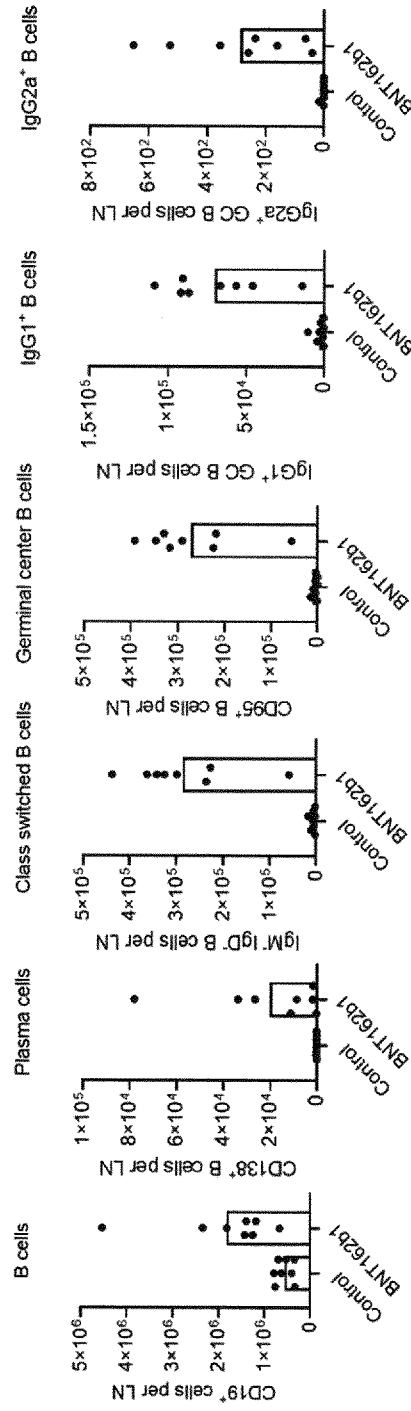 B cells
CD19⁺ cells per LN
5×10⁶
4×10⁶
3×10⁶
2×10⁶
1×10⁶
0
Control
BNT162b1
Plasma cells
CD138⁺ B cells per LN
1×10⁵
8×10⁴
6×10⁴
4×10⁴
2×10⁴
0
Control
BNT162b1
Class switched B cells
IgM⁻IgD⁻ B cells per LN
5×10⁵
4×10⁵
3×10⁵
2×10⁵
1×10⁵
0
Control
BNT162b1
Germinal center B cells
CD95⁺ B cells per LN
5×10⁵
4×10⁵
3×10⁵
2×10⁵
1×10⁵
0
Control
BNT162b1
IgG1⁺ B cells
IgG1⁺ GC B cells per LN
1.5×10⁵
1×10⁵
5×10⁴
0
Control
BNT162b1
IgG2a⁺ B cells
IgG2a⁺ GC B cells per LN
8×10²
6×10²
4×10²
2×10²
0
Control
BNT162b1